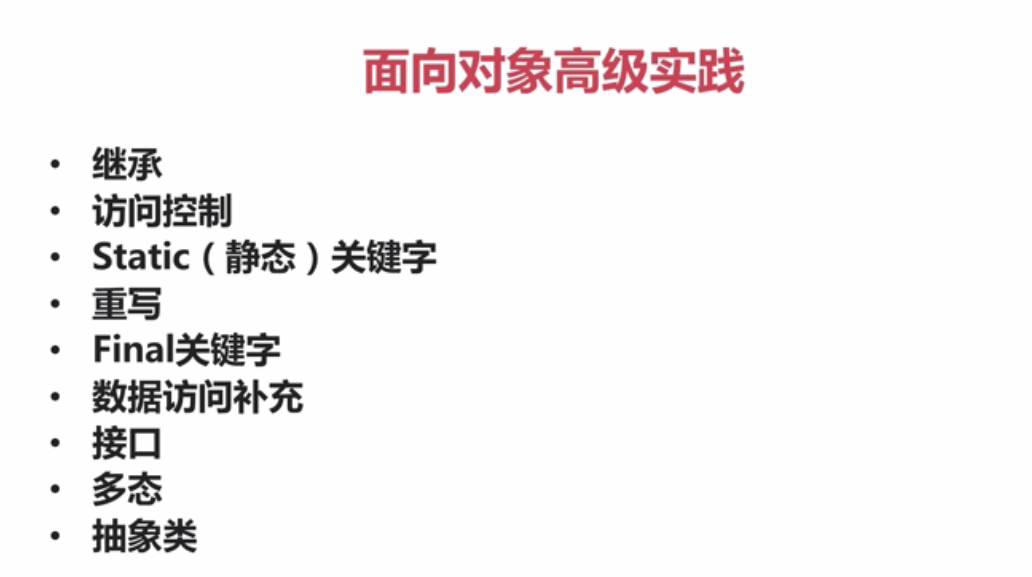 面向对象高级实践
• 继承
• 访问控制
• Static（静态）关键字
• 重写
• Final关键字
• 数据访问补充
• 接口
• 多态
• 抽象类